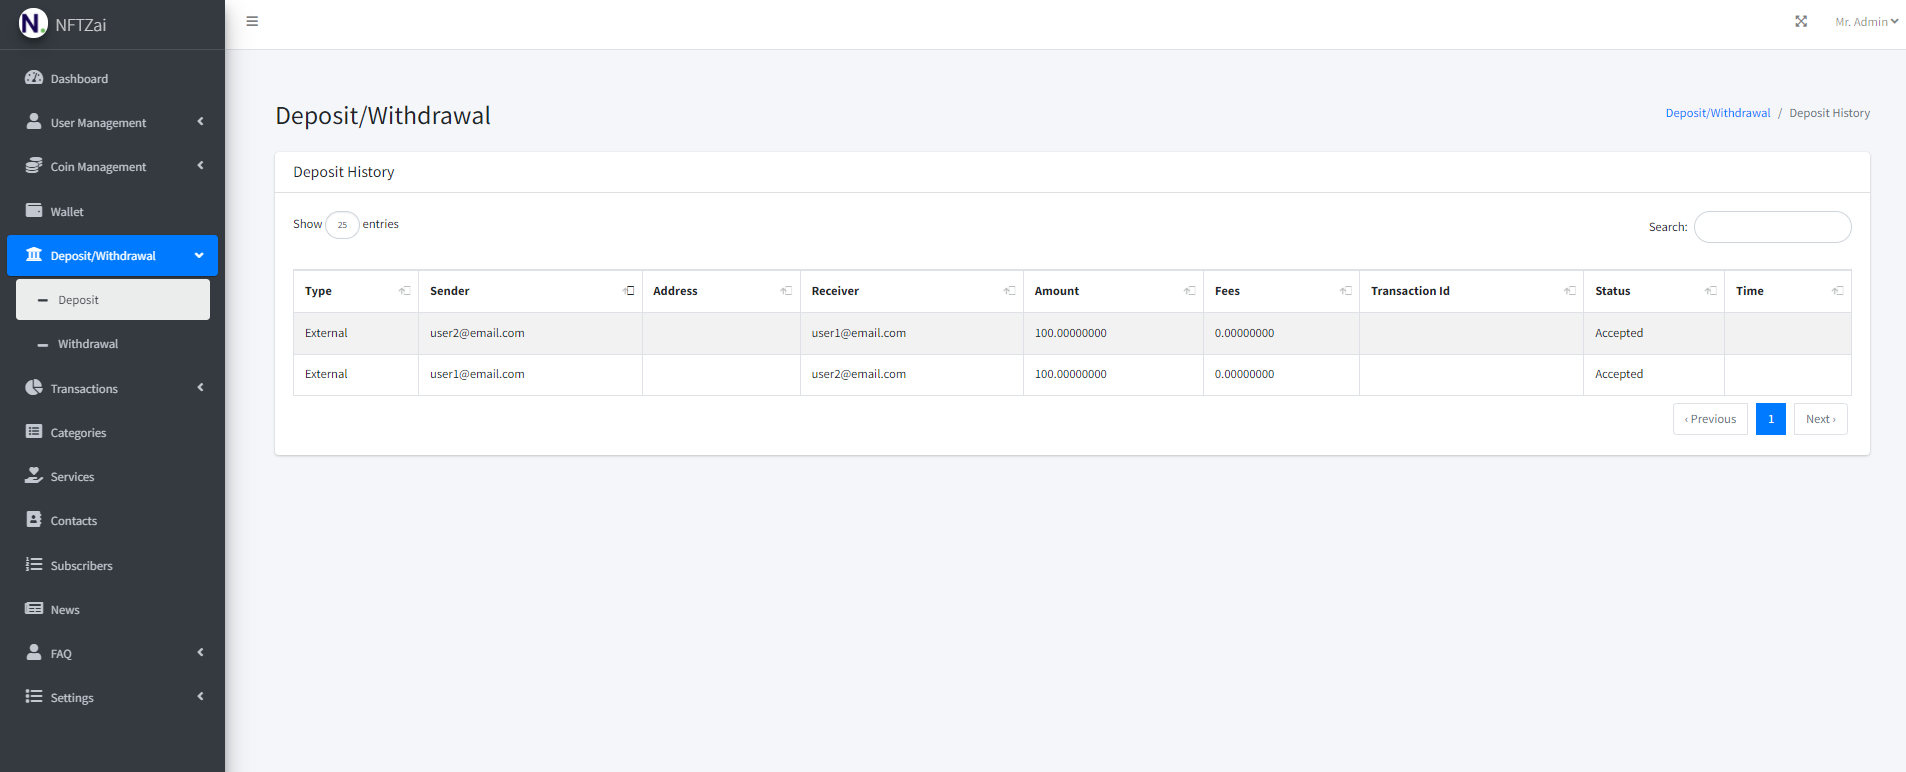 N. NFTZai
Mr. Admin
Dashboard
User Management
Coin Management
Wallet
Deposit/Withdrawal
Deposit
Withdrawal
Transactions
Categories
Services
Contacts
Subscribers
News
FAQ
Settings
Deposit/Withdrawal
Deposit/Withdrawal / Deposit History
Deposit History
Show 25 entries
Search:
Type Sender Address Receiver Amount Fees Transaction Id Status Time
External user2@email.com user1@email.com 100.00000000 0.00000000 Accepted
External user1@email.com user2@email.com 100.00000000 0.00000000 Accepted
‹ Previous 1 Next ›